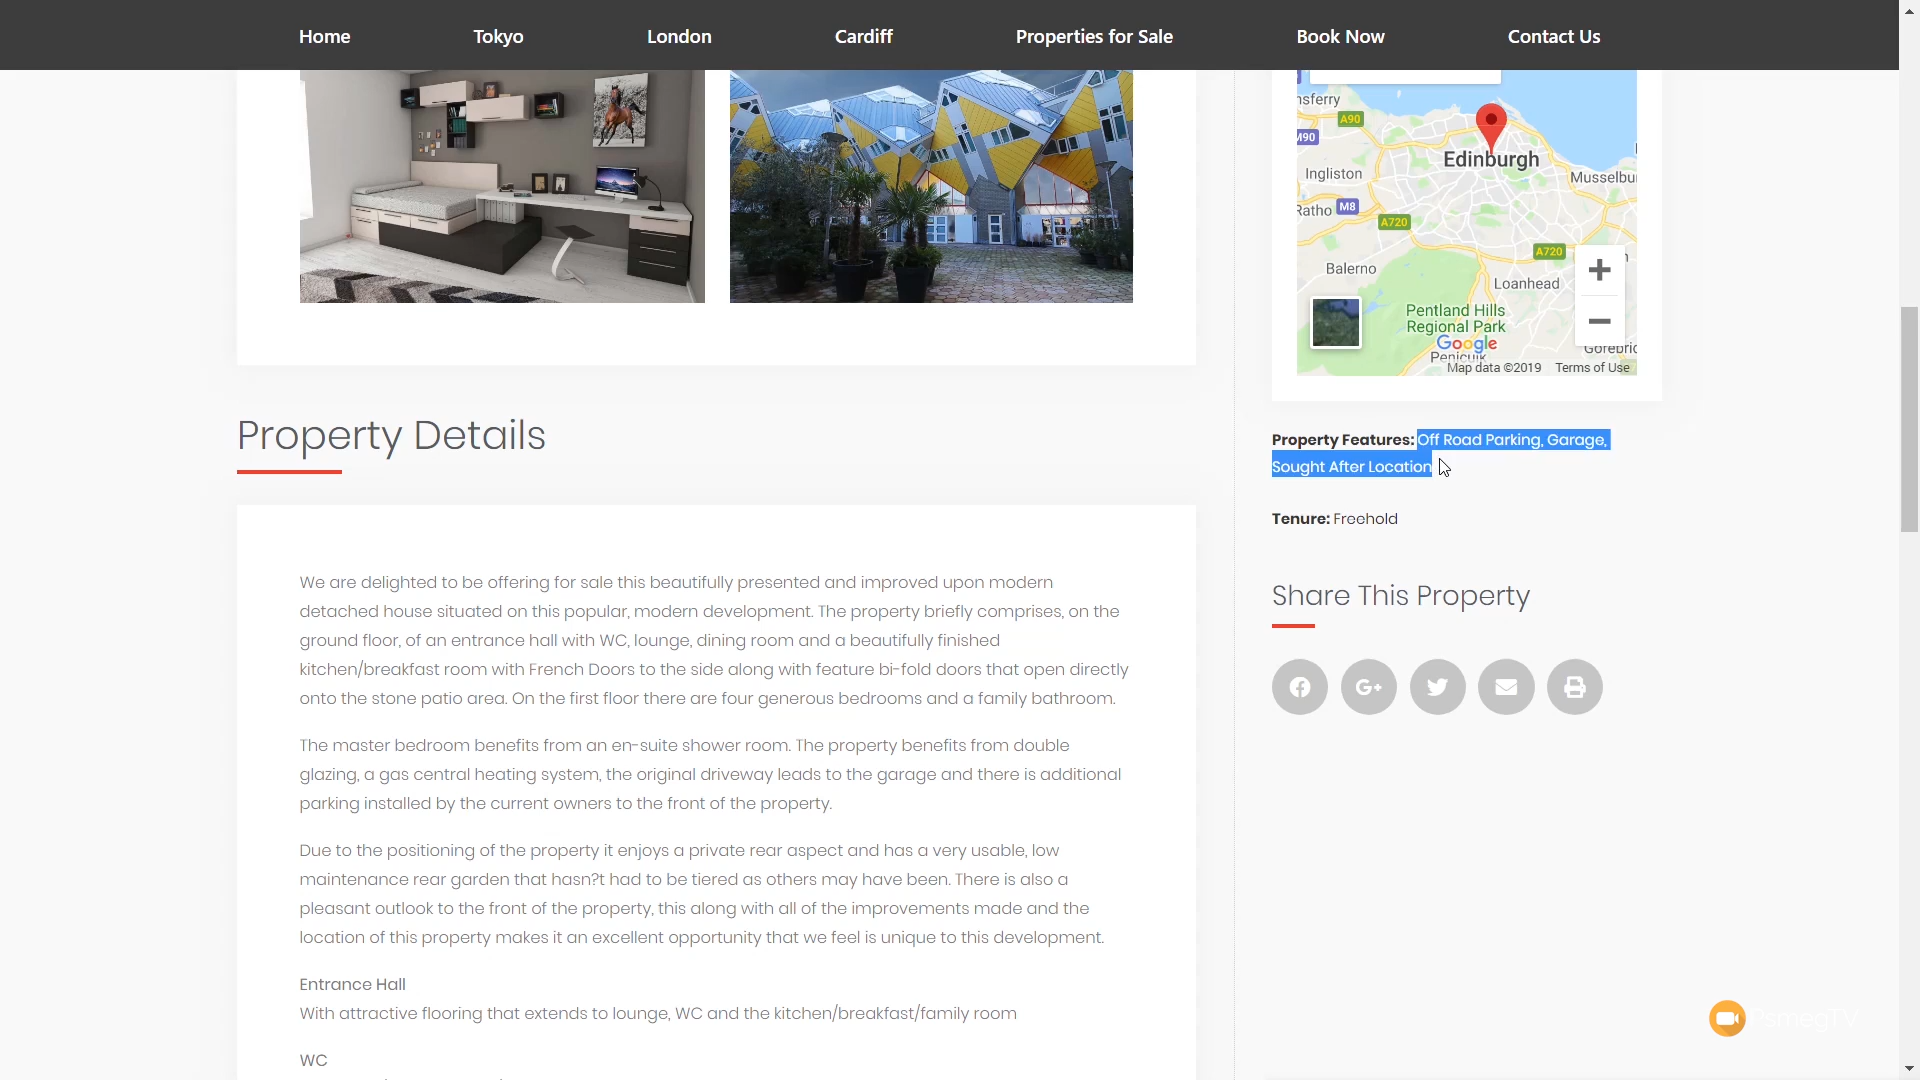 Home Tokyo London Cardiff Properties for Sale Book Now Contact Us
nsferry
A90
M90
Edinburgh
Ingliston
Musselbu
Ratho M8
A720
A720
Balerno
Loanhead
Pentland Hills
Regional Park
Google
Penicuik
Gorebric
Map data ©2019 Terms of Use
Property Details
Property Features: Off Road Parking, Garage,
Sought After Location
Tenure: Freehold
Share This Property
G+
We are delighted to be offering for sale this beautifully presented and improved upon modern
detached house situated on this popular, modern development. The property briefly comprises, on the
ground floor, of an entrance hall with WC, lounge, dining room and a beautifully finished
kitchen/breakfast room with French Doors to the side along with feature bi-fold doors that open directly
onto the stone patio area. On the first floor there are four generous bedrooms and a family bathroom.
The master bedroom benefits from an en-suite shower room. The property benefits from double
glazing, a gas central heating system, the original driveway leads to the garage and there is additional
parking installed by the current owners to the front of the property.
Due to the positioning of the property it enjoys a private rear aspect and has a very usable, low
maintenance rear garden that hasn?t had to be tiered as others may have been. There is also a
pleasant outlook to the front of the property, this along with all of the improvements made and the
location of this property makes it an excellent opportunity that we feel is unique to this development.
Entrance Hall
With attractive flooring that extends to lounge, WC and the kitchen/breakfast/family room
WC